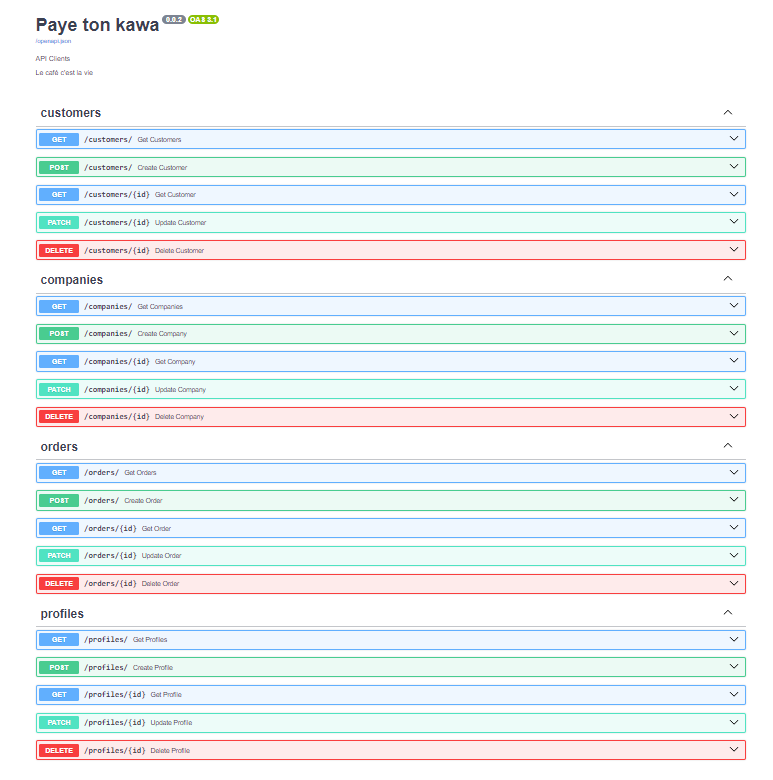 Paye ton kawa 0.0.2 OAS 3.1
/openapi.json
API Clients
Le café c'est la vie
customers
GET /customers/ Get Customers
POST /customers/ Create Customer
GET /customers/{id} Get Customer
PATCH /customers/{id} Update Customer
DELETE /customers/{id} Delete Customer
companies
GET /companies/ Get Companies
POST /companies/ Create Company
GET /companies/{id} Get Company
PATCH /companies/{id} Update Company
DELETE /companies/{id} Delete Company
orders
GET /orders/ Get Orders
POST /orders/ Create Order
GET /orders/{id} Get Order
PATCH /orders/{id} Update Order
DELETE /orders/{id} Delete Order
profiles
GET /profiles/ Get Profiles
POST /profiles/ Create Profile
GET /profiles/{id} Get Profile
PATCH /profiles/{id} Update Profile
DELETE /profiles/{id} Delete Profile